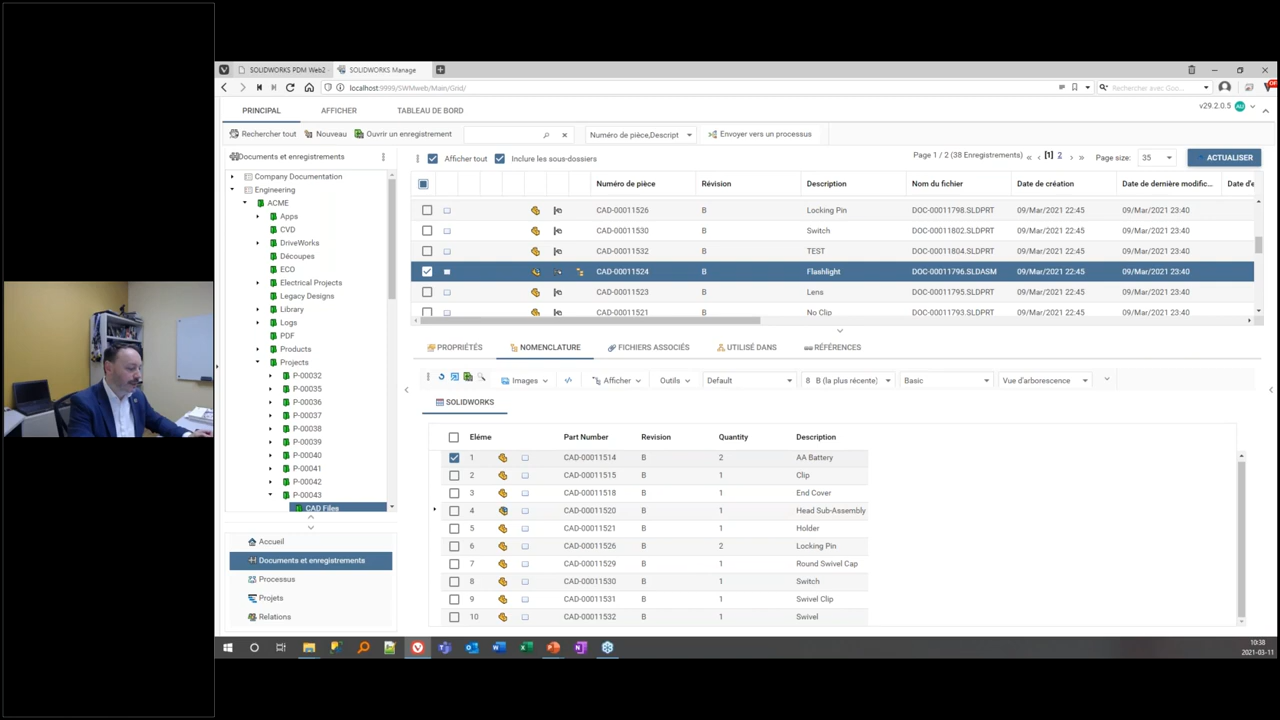 SOLIDWORKS PDM Web2 SOLIDWORKS Manage
localhost:9999/SWMweb/Main/Grid/ Rechercher avec Goo...
PRINCIPAL AFFICHER TABLEAU DE BORD v29.2.0.5 AU
Rechercher tout Nouveau Ouvrir un enregistrement Numéro de pièce,Descript Envoyer vers un processus
Documents et enregistrements
Company Documentation
Engineering
ACME
Apps
CVD
DriveWorks
Découpes
ECO
Electrical Projects
Legacy Designs
Library
Logs
PDF
Products
Projects
P-00032
P-00035
P-00036
P-00037
P-00038
P-00039
P-00040
P-00041
P-00042
P-00043
CAD Files
Accueil
Documents et enregistrements
Processus
Projets
Relations
Afficher tout Inclure les sous-dossiers Page 1 / 2 (38 Enregistrements) « ‹ [1] 2 › » Page size: 35 ACTUALISER
Numéro de pièce Révision Description Nom du fichier Date de création Date de dernière modific... Date d'e
CAD-00011526 B Locking Pin DOC-00011798.SLDPRT 09/Mar/2021 22:45 09/Mar/2021 23:40
CAD-00011530 B Switch DOC-00011802.SLDPRT 09/Mar/2021 22:45 09/Mar/2021 23:40
CAD-00011532 B TEST DOC-00011804.SLDPRT 09/Mar/2021 22:45 09/Mar/2021 23:40
CAD-00011524 B Flashlight DOC-00011796.SLDASM 09/Mar/2021 22:45 09/Mar/2021 23:40
CAD-00011523 B Lens DOC-00011795.SLDPRT 09/Mar/2021 22:45 09/Mar/2021 23:40
CAD-00011521 B No Clip DOC-00011793.SLDPRT 09/Mar/2021 22:45 09/Mar/2021 23:40
PROPRIÉTÉS NOMENCLATURE FICHIERS ASSOCIÉS UTILISÉ DANS RÉFÉRENCES
Images Afficher Outils Default 8 B (la plus récente) Basic Vue d'arborescence
SOLIDWORKS
Eléme Part Number Revision Quantity Description
1 CAD-00011514 B 2 AA Battery
2 CAD-00011515 B 1 Clip
3 CAD-00011518 B 1 End Cover
4 CAD-00011520 B 1 Head Sub-Assembly
5 CAD-00011521 B 1 Holder
6 CAD-00011526 B 2 Locking Pin
7 CAD-00011529 B 1 Round Swivel Cap
8 CAD-00011530 B 1 Switch
9 CAD-00011531 B 1 Swivel Clip
10 CAD-00011532 B 1 Swivel
10:38
2021-03-11